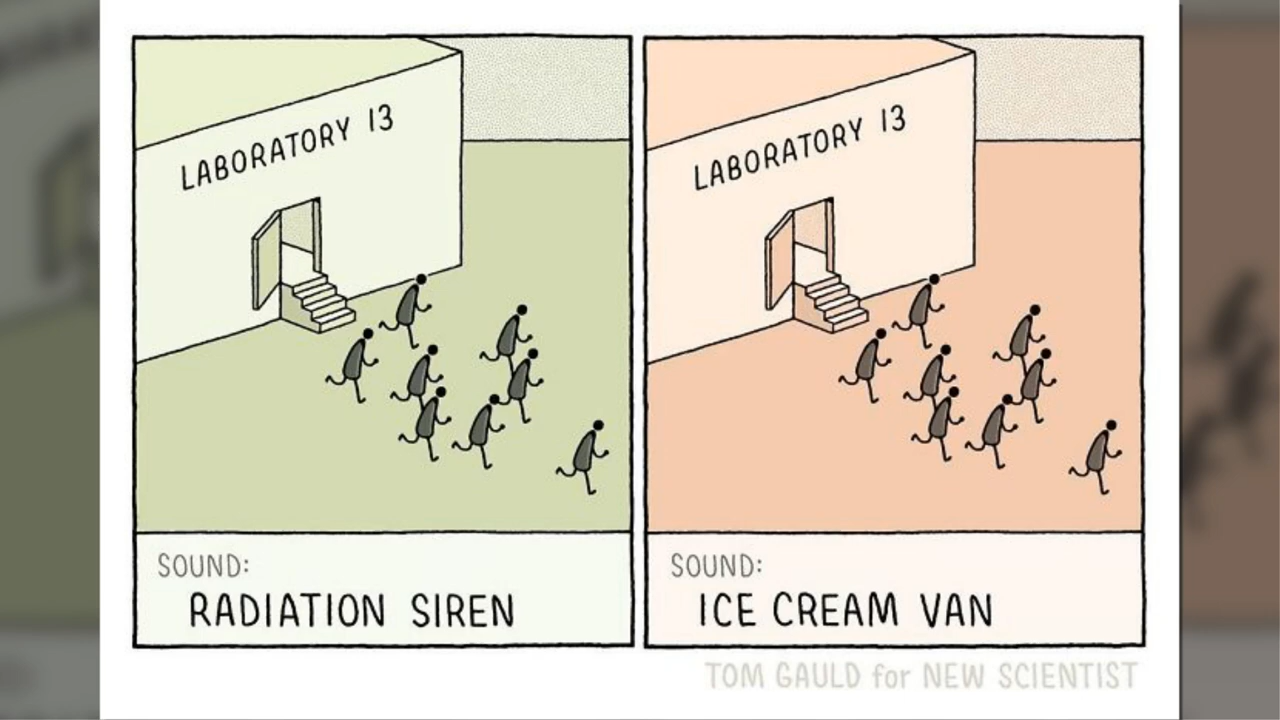 LABORATORY 13
SOUND:
RADIATION SIREN
LABORATORY 13
SOUND:
ICE CREAM VAN
TOM GAULD for NEW SCIENTIST